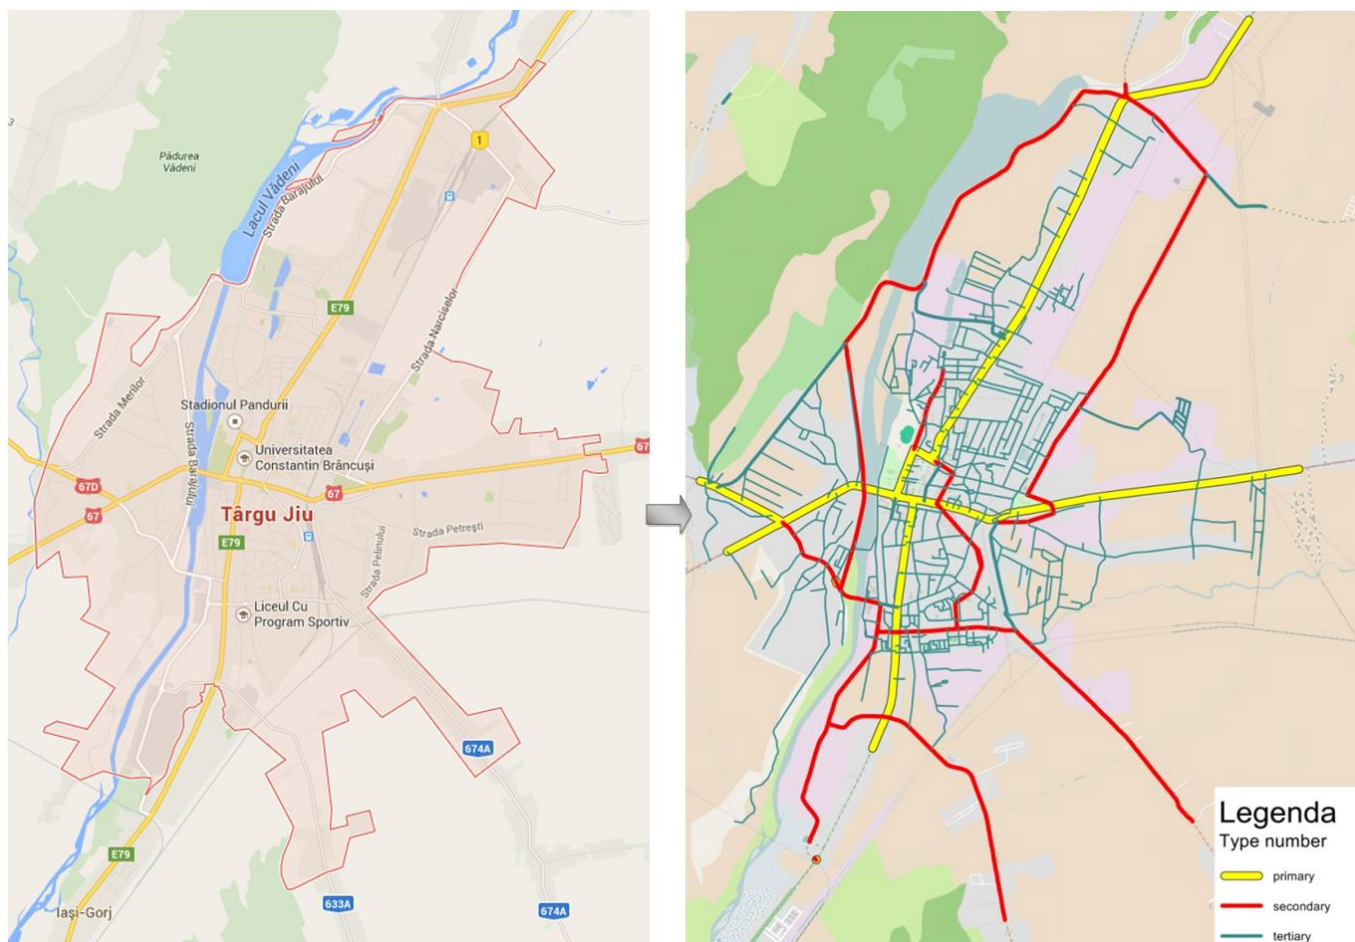 Pădurea
Vădeni
Lacul Vădeni
Strada Barajului
1
E79
Strada Narciselor
Strada Merilor
Stadionul Pandurii
Universitatea
Constantin Brâncuși
67
67D
67
67
Târgu Jiu
E79
Strada Petrești
Strada Pelinului
Liceul Cu
Program Sportiv
674A
E79
Iași-Gorj
633A
674A
Legenda
Type number
primary
secondary
tertiary